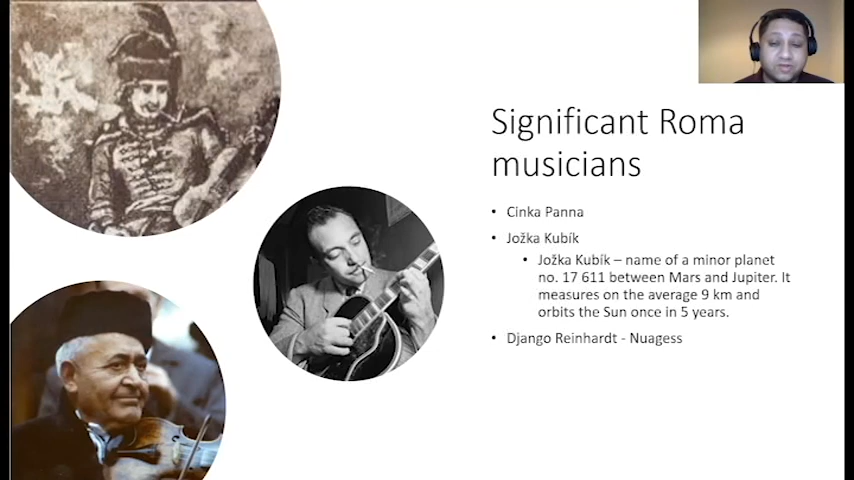 Significant Roma
musicians
• Cinka Panna
• Jožka Kubík
• Jožka Kubík – name of a minor planet
no. 17 611 between Mars and Jupiter. It
measures on the average 9 km and
orbits the Sun once in 5 years.
• Django Reinhardt - Nuagess